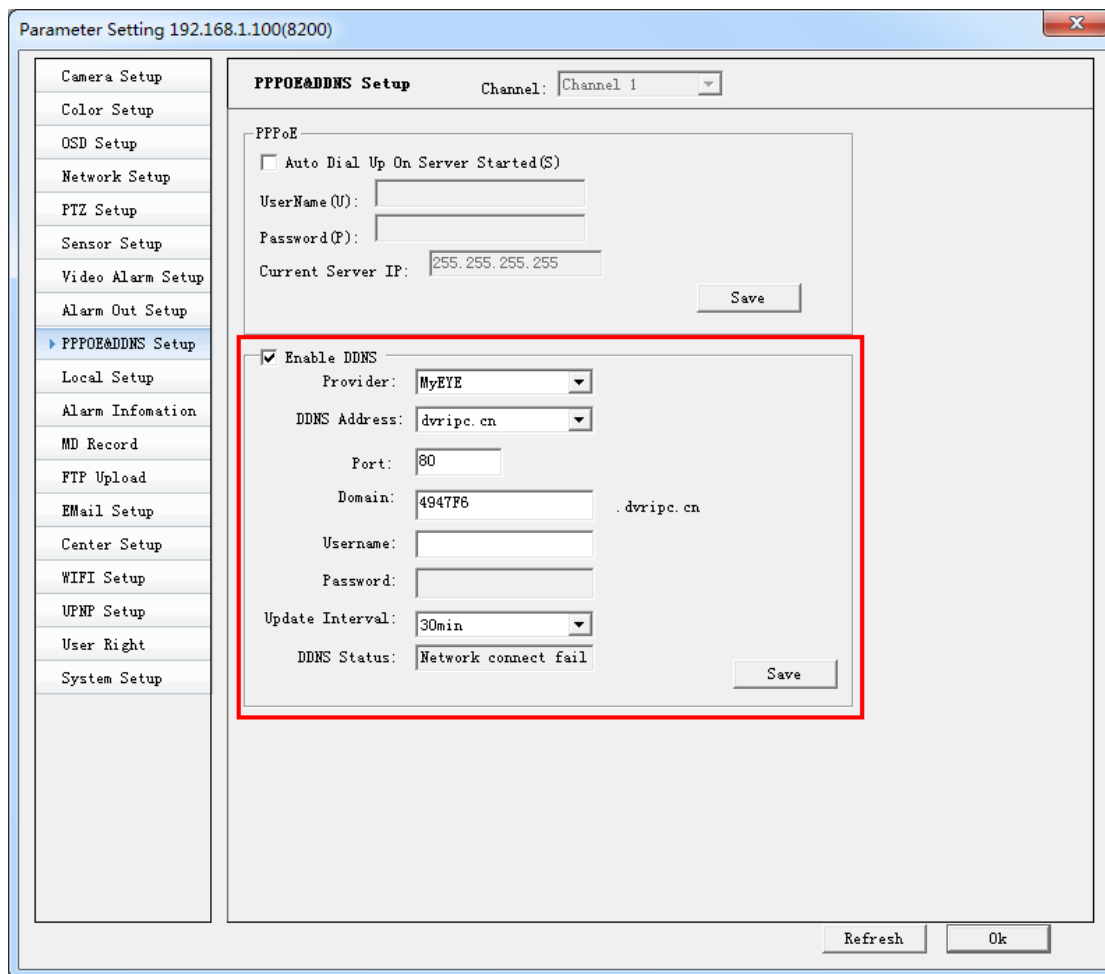 Parameter Setting 192.168.1.100(8200)
Camera Setup
Color Setup
OSD Setup
Network Setup
PTZ Setup
Sensor Setup
Video Alarm Setup
Alarm Out Setup
PPPOE&DDNS Setup
Local Setup
Alarm Infomation
MD Record
FTP Upload
EMail Setup
Center Setup
WIFI Setup
UPNP Setup
User Right
System Setup
PPPOE&DDNS Setup Channel: Channel 1
PPPoE
Auto Dial Up On Server Started(S)
UserName(U):
Password(P):
Current Server IP: 255.255.255.255
Save
Enable DDNS
Provider: MyEYE
DDNS Address: dvripc.cn
Port: 80
Domain: 4947F6 .dvripc.cn
Username:
Password:
Update Interval: 30min
DDNS Status: Network connect fail
Save
Refresh Ok